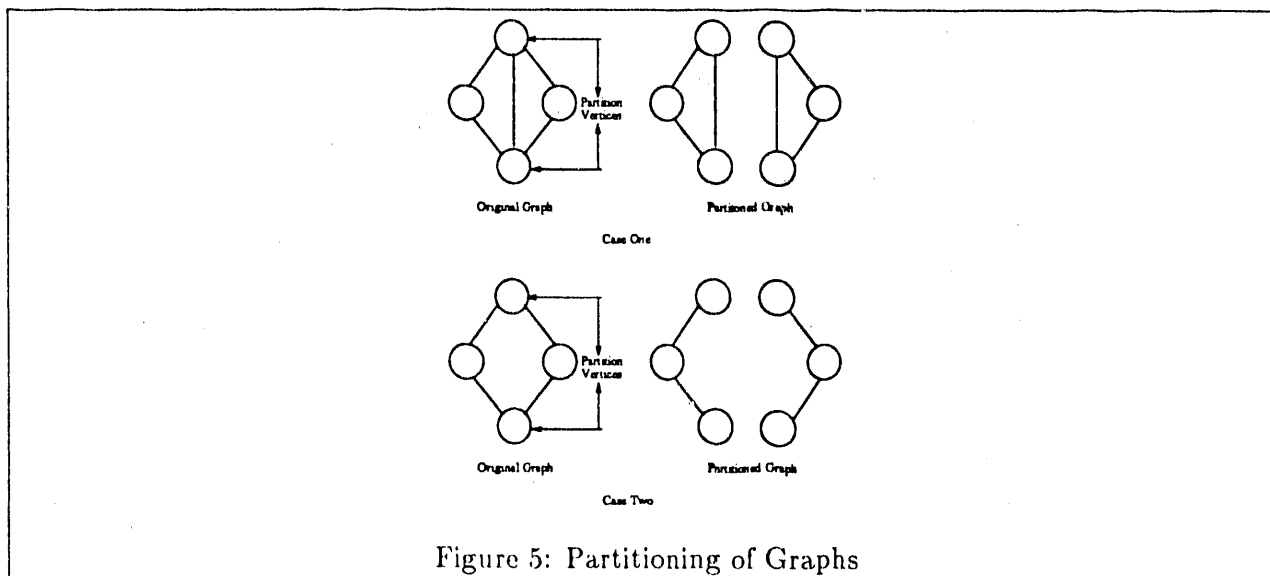 Partition
Vertices
Original Graph
Partitoned Graph
Case One
Partition
Vertices
Original Graph
Partitioned Graph
Case Two
Figure 5: Partitioning of Graphs